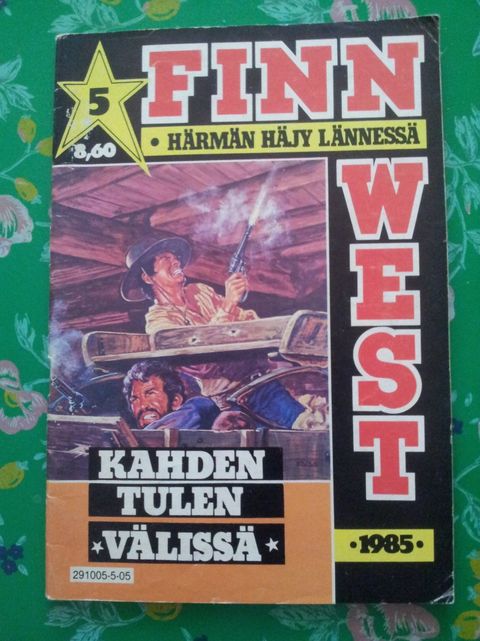 5
8,60
FINN
• HÄRMÄN HÄJY LÄNNESSÄ
WEST
KAHDEN
TULEN
★VÄLISSÄ★
•1985•
291005-5-05